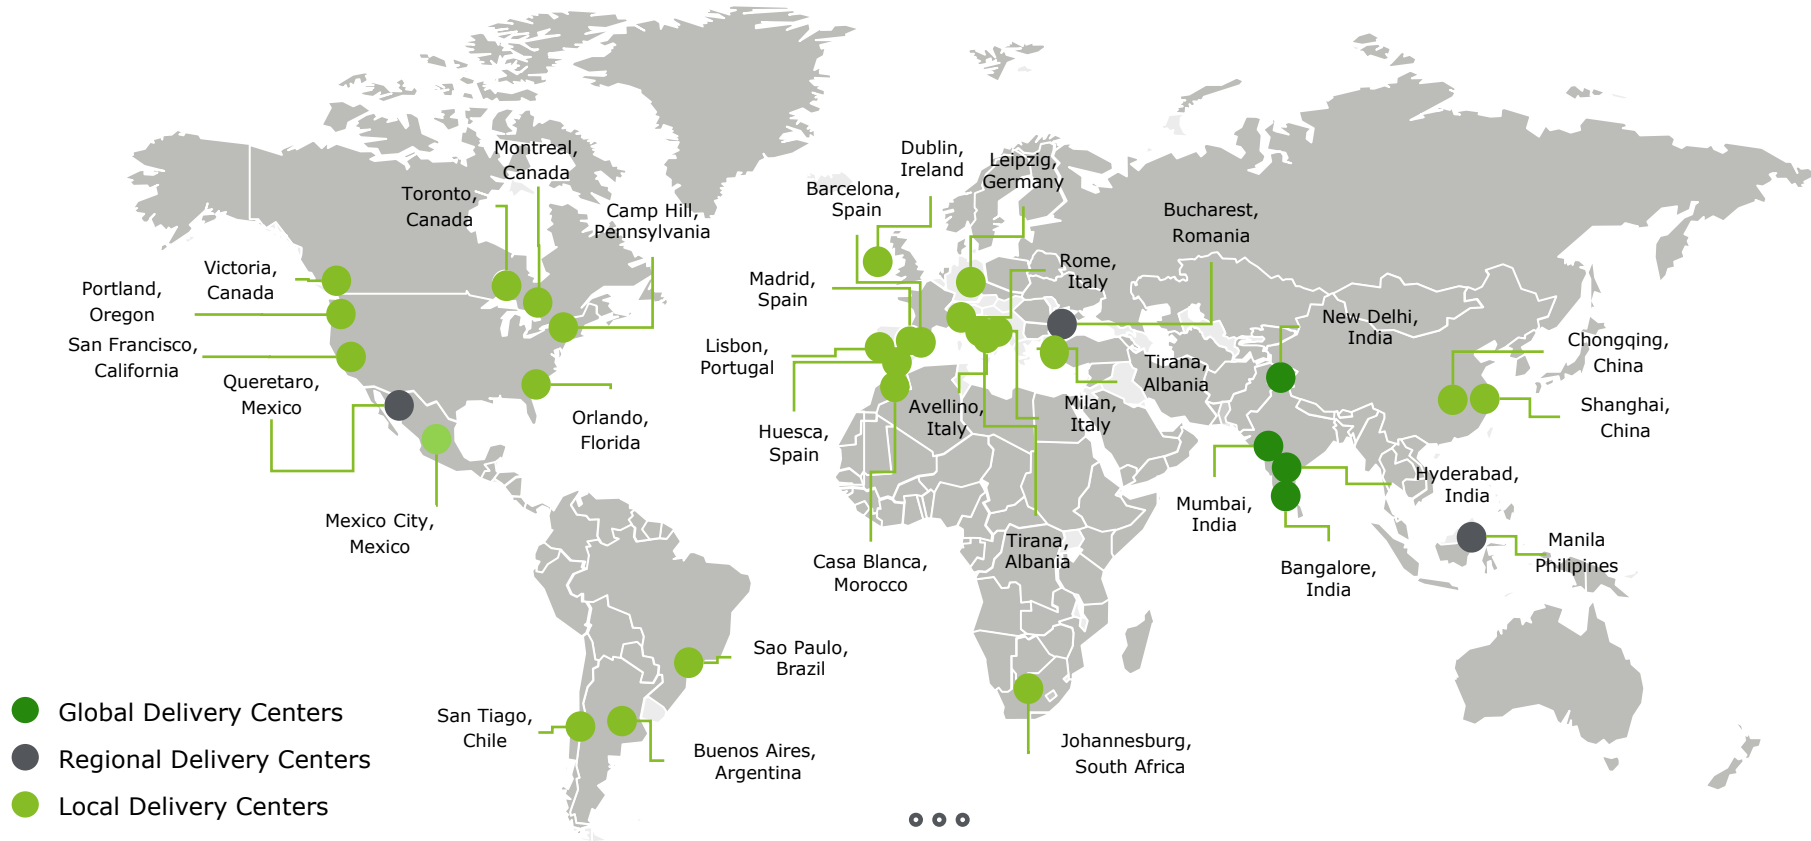 Montreal,
Canada
Toronto,
Canada
Camp Hill,
Pennsylvania
Victoria,
Canada
Portland,
Oregon
San Francisco,
California
Queretaro,
Mexico
Orlando,
Florida
Mexico City,
Mexico
Dublin,
Ireland
Leipzig,
Germany
Barcelona,
Spain
Bucharest,
Romania
Rome,
Italy
Madrid,
Spain
Lisbon,
Portugal
New Delhi,
India
Chongqing,
China
Tirana,
Albania
Milan,
Italy
Avellino,
Italy
Huesca,
Spain
Shanghai,
China
Hyderabad,
India
Mumbai,
India
Manila
Philipines
Bangalore,
India
Tirana,
Albania
Casa Blanca,
Morocco
Sao Paulo,
Brazil
San Tiago,
Chile
Buenos Aires,
Argentina
Johannesburg,
South Africa
Global Delivery Centers
Regional Delivery Centers
Local Delivery Centers